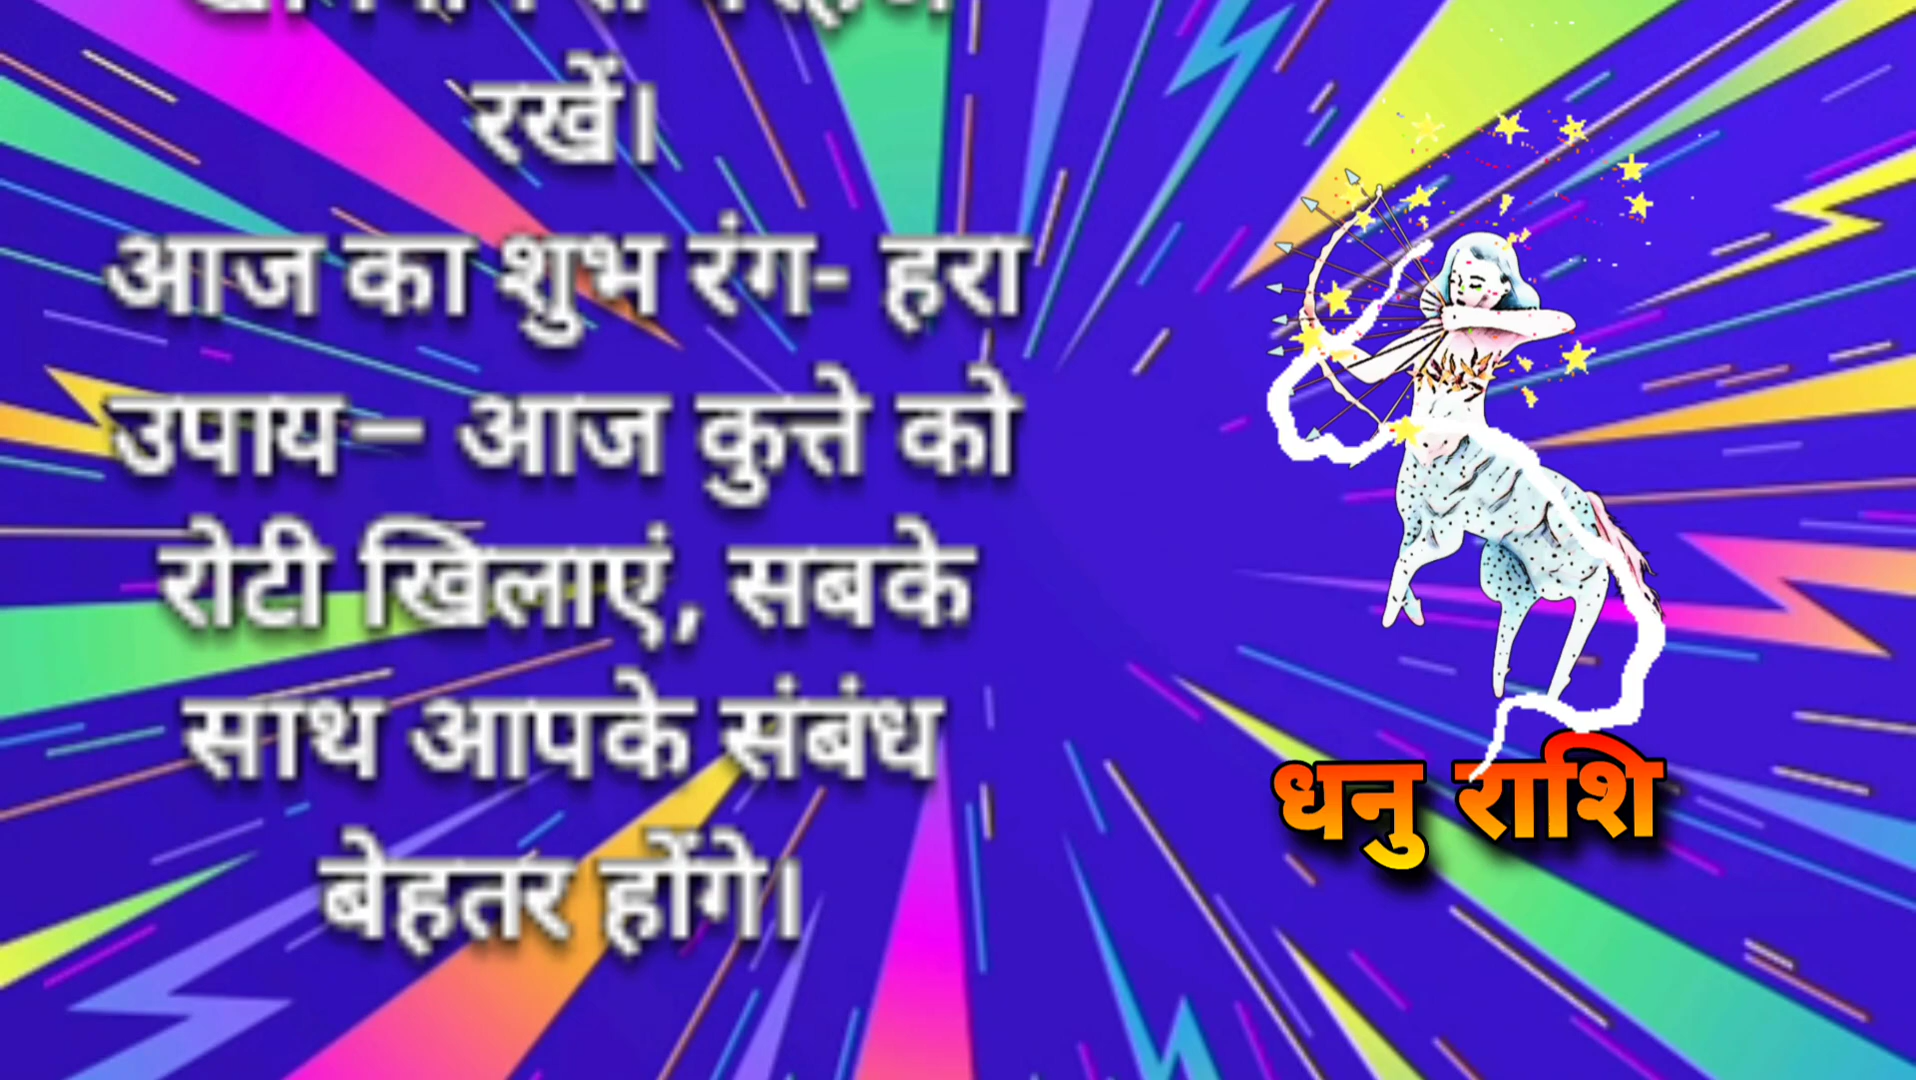 रखें।
आज का शुभ रंग- हरा
उपाय– आज कुत्ते को
रोटी खिलाएं, सबके
साथ आपके संबंध
बेहतर होंगे।
धनु राशि